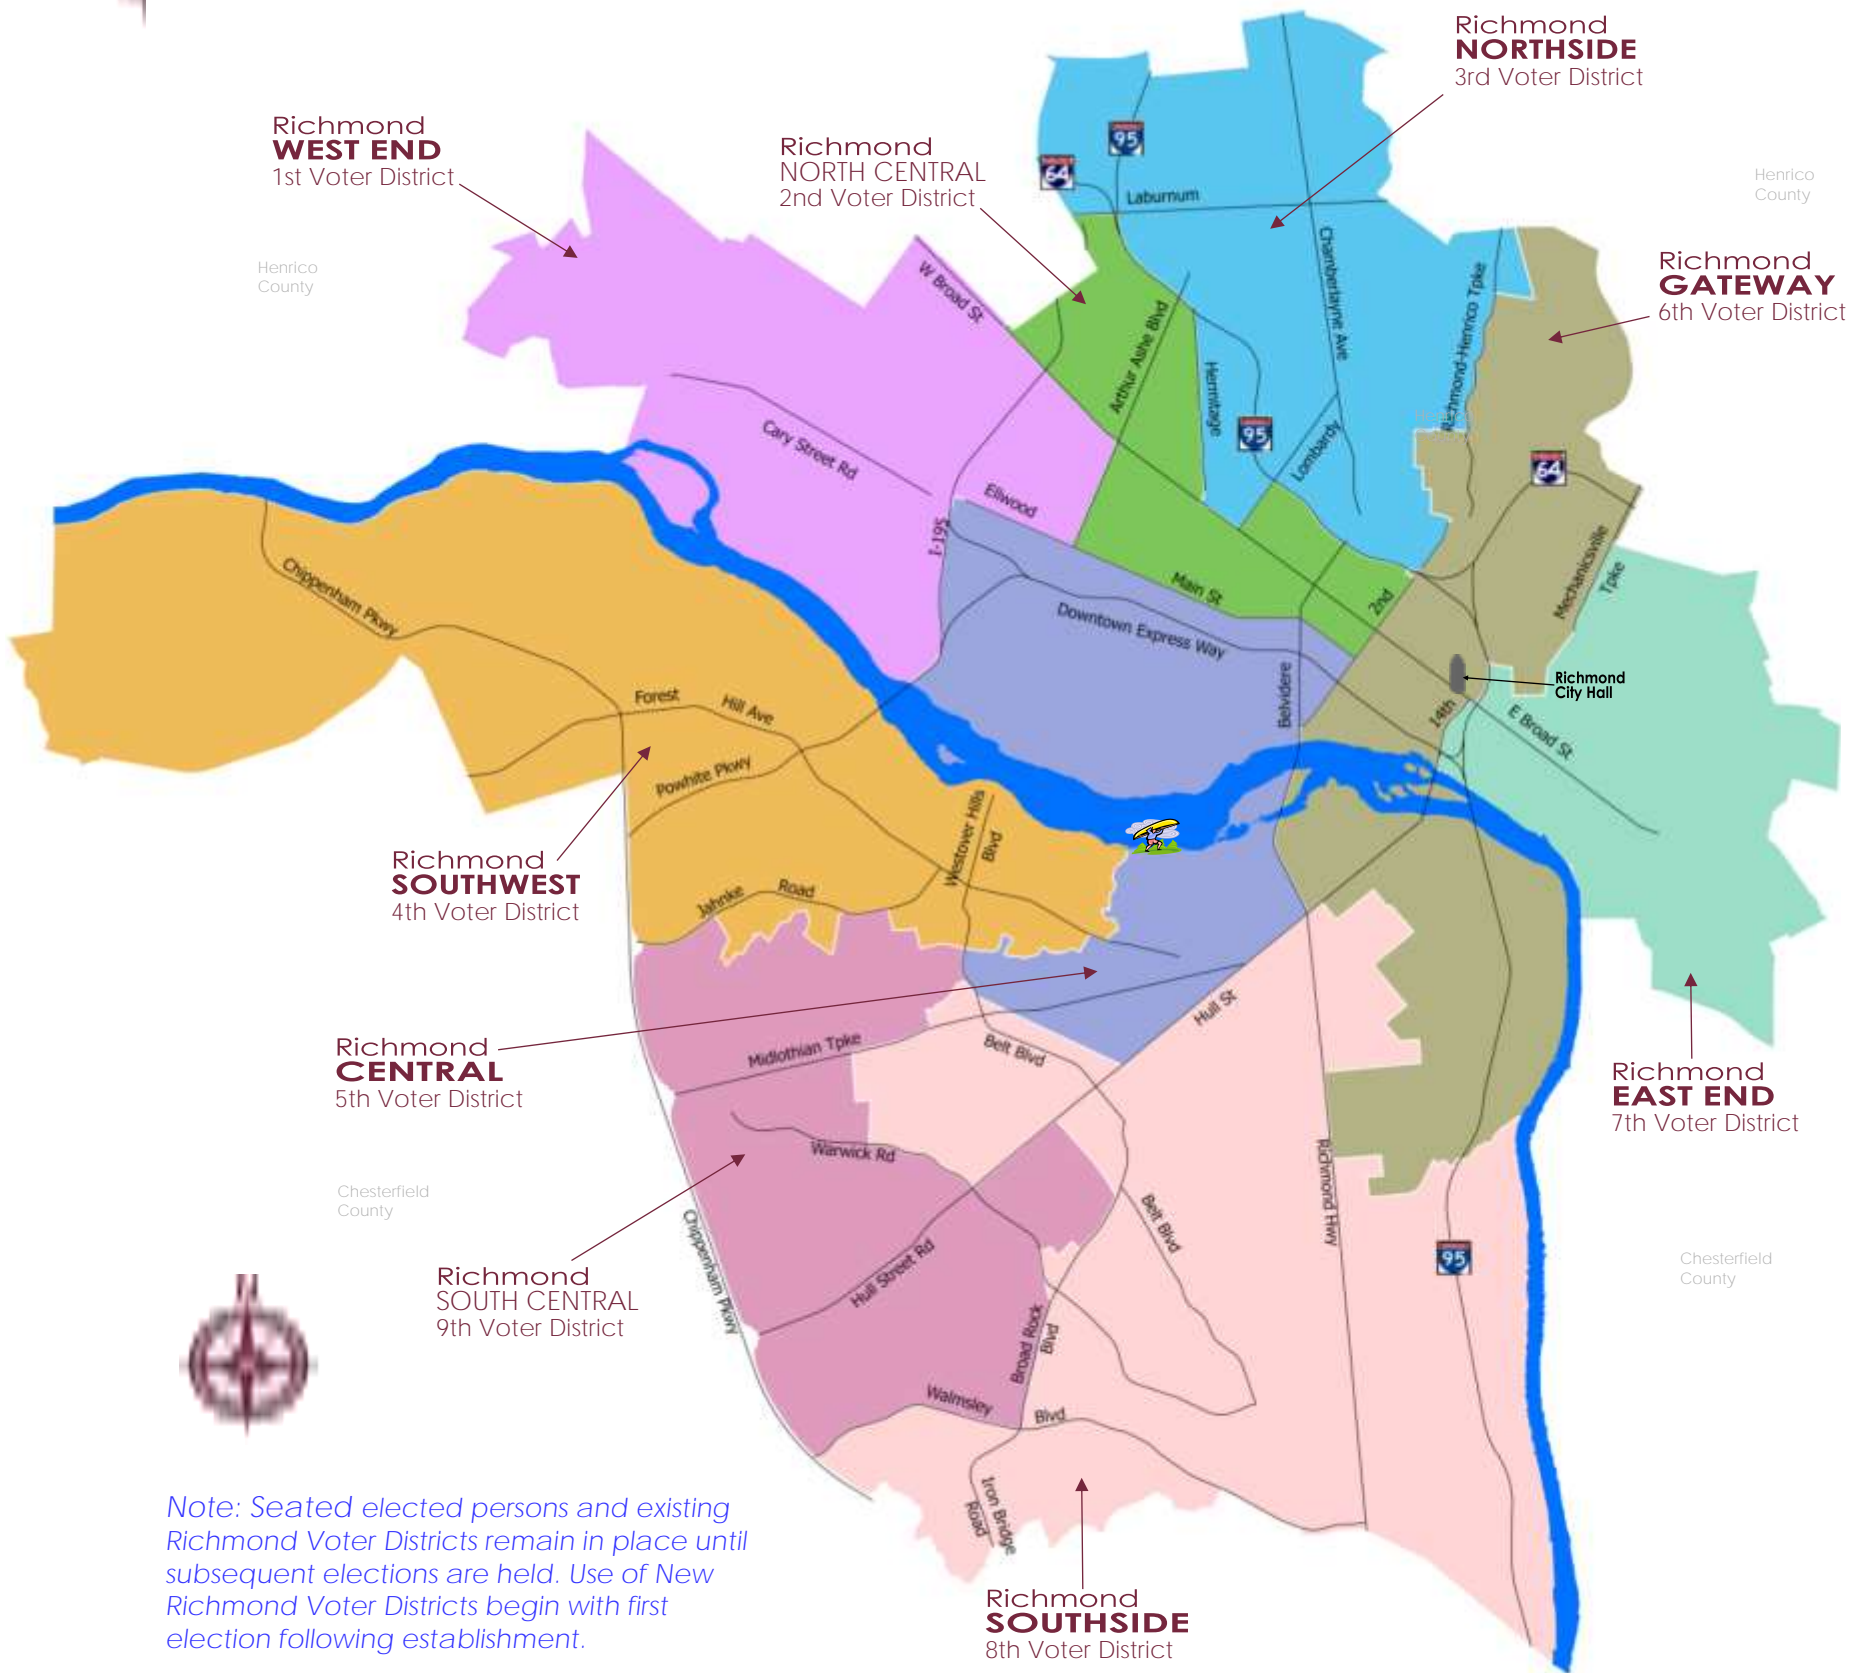 Richmond
NORTHSIDE
3rd Voter District
Richmond
WEST END
1st Voter District
Richmond
NORTH CENTRAL
2nd Voter District
Henrico
County
Henrico
County
Richmond
GATEWAY
6th Voter District
95
64
Laburnum
W Broad St
Chamberlayne Ave
Richmond-Henrico Tpke
Arthur Ashe Blvd
Hermitage
95
Lombardy
64
Cary Street Rd
Ellwood
I-195
Mechanicsville
Tpke
Chippenham Pkwy
Main St
2nd
Downtown Express Way
Belvidere
Richmond
City Hall
14th
E Broad St
Forest
Hill Ave
Powhite Pkwy
Westover Hills
Blvd
Richmond
SOUTHWEST
4th Voter District
Jahnke
Road
Hull St
Richmond
CENTRAL
5th Voter District
Midlothian Tpke
Belt Blvd
Richmond
EAST END
7th Voter District
Warwick Rd
Richmond Hwy
Chesterfield
County
Chippenham Pkwy
Hull Street Rd
Belt Blvd
95
Chesterfield
County
Richmond
SOUTH CENTRAL
9th Voter District
Broad Rock
Blvd
Walmsley
Blvd
Iron Bridge
Road
N
Note: Seated elected persons and existing
Richmond Voter Districts remain in place until
subsequent elections are held. Use of New
Richmond Voter Districts begin with first
election following establishment.
Richmond
SOUTHSIDE
8th Voter District